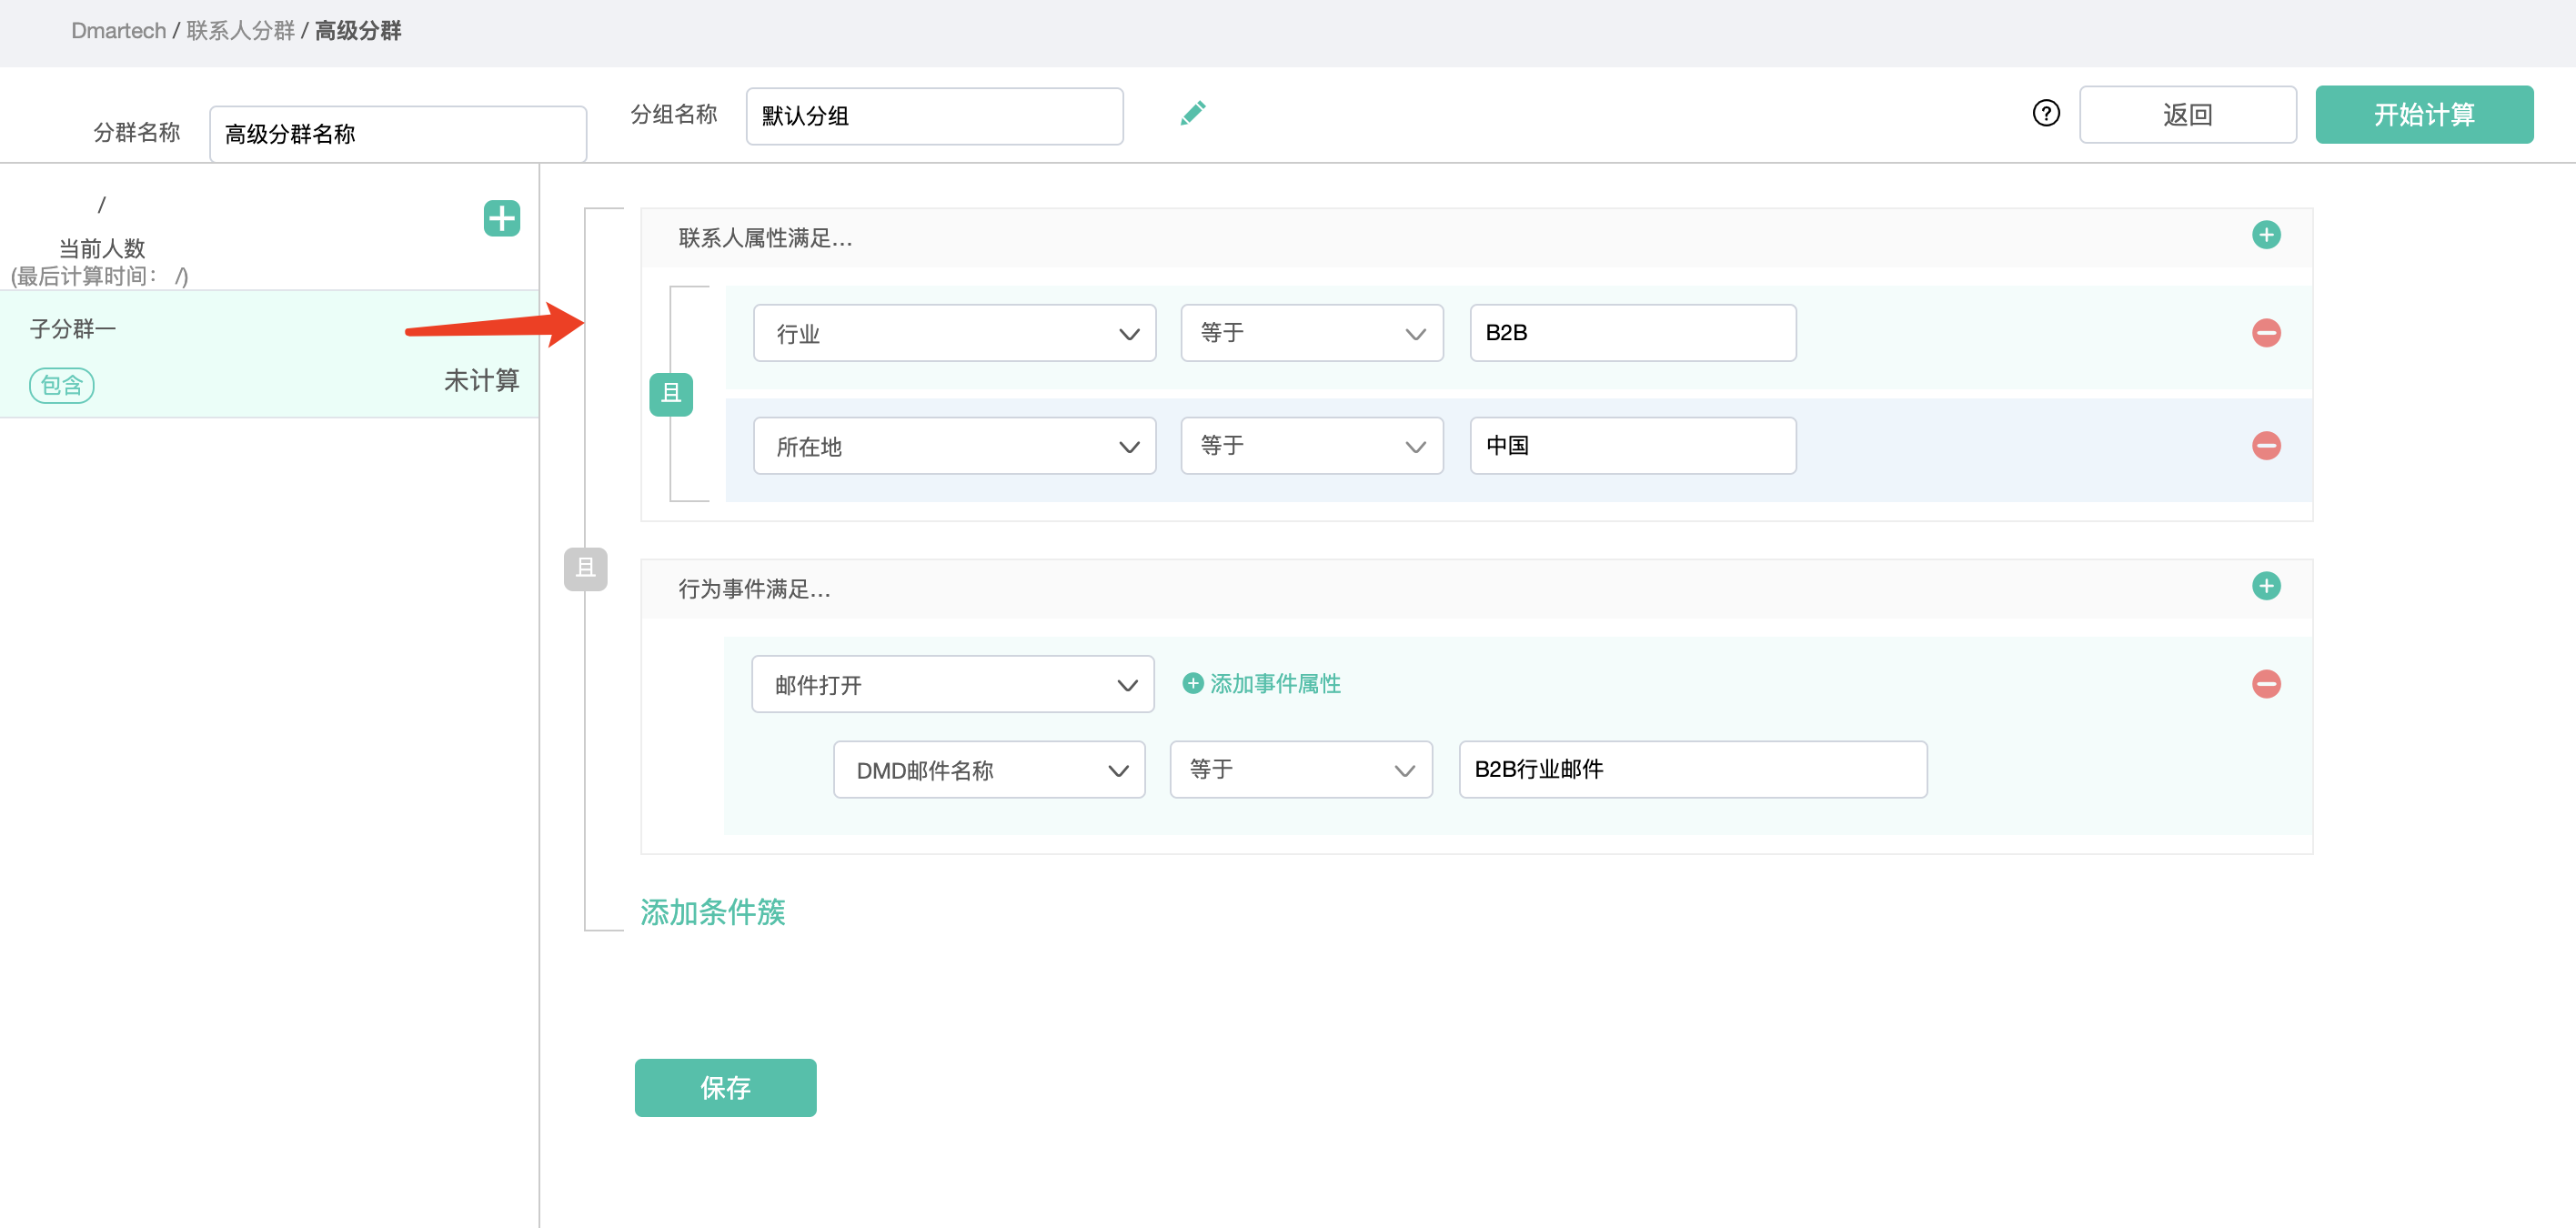 Dmartech / 联系人分群 / 高级分群
分群名称 高级分群名称 分组名称 默认分组 返回 开始计算
/
当前人数
(最后计算时间： /)
子分群一
包含 未计算
联系人属性满足...
行业 等于 B2B
且
所在地 等于 中国
且
行为事件满足...
邮件打开 添加事件属性
DMD邮件名称 等于 B2B行业邮件
添加条件簇
保存